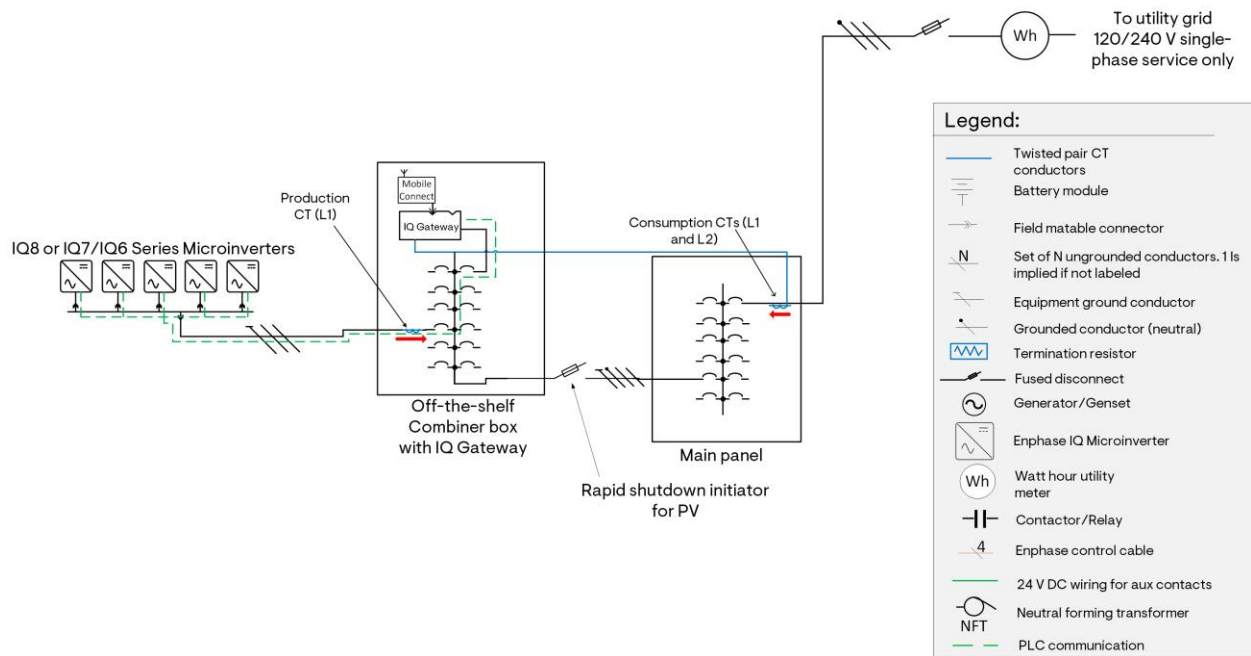 To utility grid
120/240 V single-
phase service only
Wh
Legend:
Twisted pair CT
conductors
Battery module
Field matable connector
N
Set of N ungrounded conductors. 1 Is
implied if not labeled
Equipment ground conductor
Grounded conductor (neutral)
Termination resistor
Fused disconnect
Generator/Genset
Enphase IQ Microinverter
Wh
Watt hour utility
meter
Contactor/Relay
4
Enphase control cable
24 V DC wiring for aux contacts
NFT
Neutral forming transformer
PLC communication
IQ8 or IQ7/IQ6 Series Microinverters
Production
CT (L1)
Mobile
Connect
IQ Gateway
Off-the-shelf
Combiner box
with IQ Gateway
Consumption CTs (L1
and L2)
Main panel
Rapid shutdown initiator
for PV